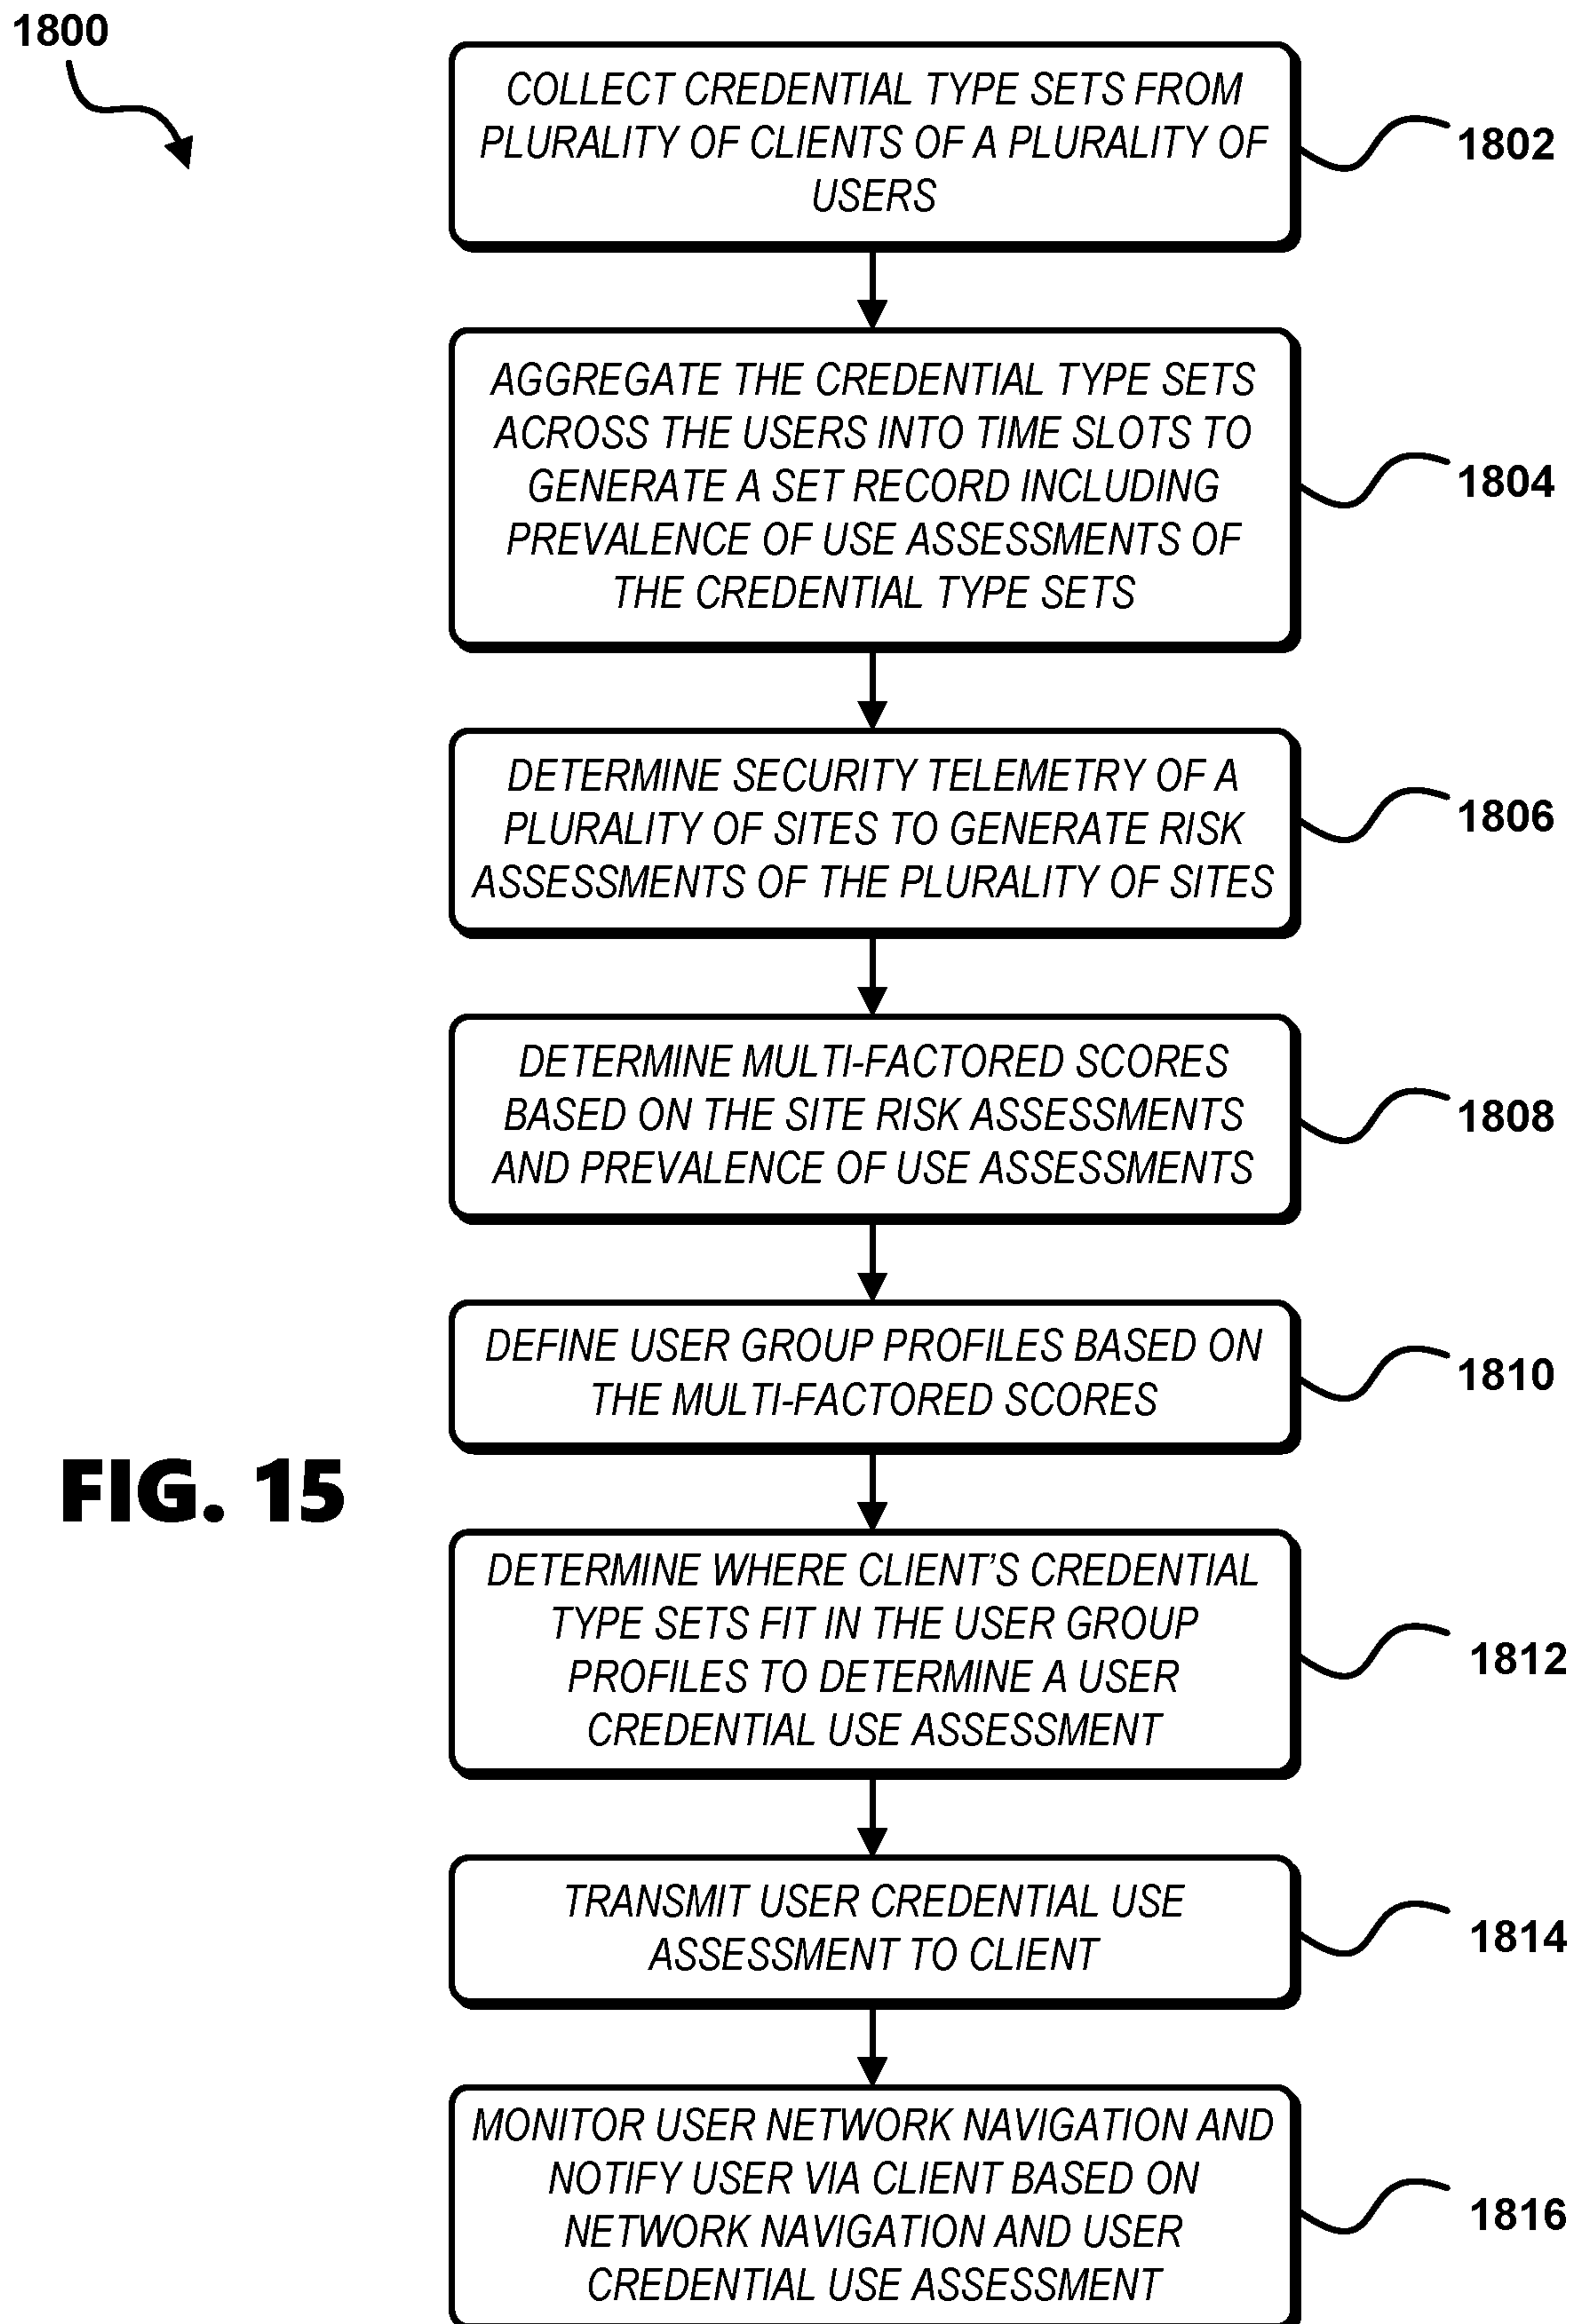 1800
COLLECT CREDENTIAL TYPE SETS FROM
PLURALITY OF CLIENTS OF A PLURALITY OF
USERS
1802
AGGREGATE THE CREDENTIAL TYPE SETS
ACROSS THE USERS INTO TIME SLOTS TO
GENERATE A SET RECORD INCLUDING
PREVALENCE OF USE ASSESSMENTS OF
THE CREDENTIAL TYPE SETS
1804
DETERMINE SECURITY TELEMETRY OF A
PLURALITY OF SITES TO GENERATE RISK
ASSESSMENTS OF THE PLURALITY OF SITES
1806
DETERMINE MULTI-FACTORED SCORES
BASED ON THE SITE RISK ASSESSMENTS
AND PREVALENCE OF USE ASSESSMENTS
1808
DEFINE USER GROUP PROFILES BASED ON
THE MULTI-FACTORED SCORES
1810
FIG. 15
DETERMINE WHERE CLIENT'S CREDENTIAL
TYPE SETS FIT IN THE USER GROUP
PROFILES TO DETERMINE A USER
CREDENTIAL USE ASSESSMENT
1812
TRANSMIT USER CREDENTIAL USE
ASSESSMENT TO CLIENT
1814
MONITOR USER NETWORK NAVIGATION AND
NOTIFY USER VIA CLIENT BASED ON
NETWORK NAVIGATION AND USER
CREDENTIAL USE ASSESSMENT
1816